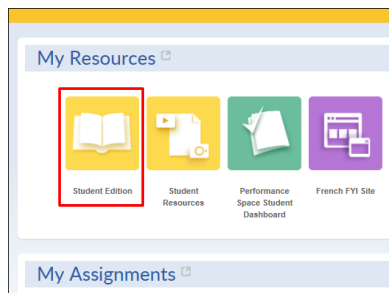 My Resources
Student Edition
Student
Resources
Performance
Space Student
Dashboard
French FYI Site
My Assignments